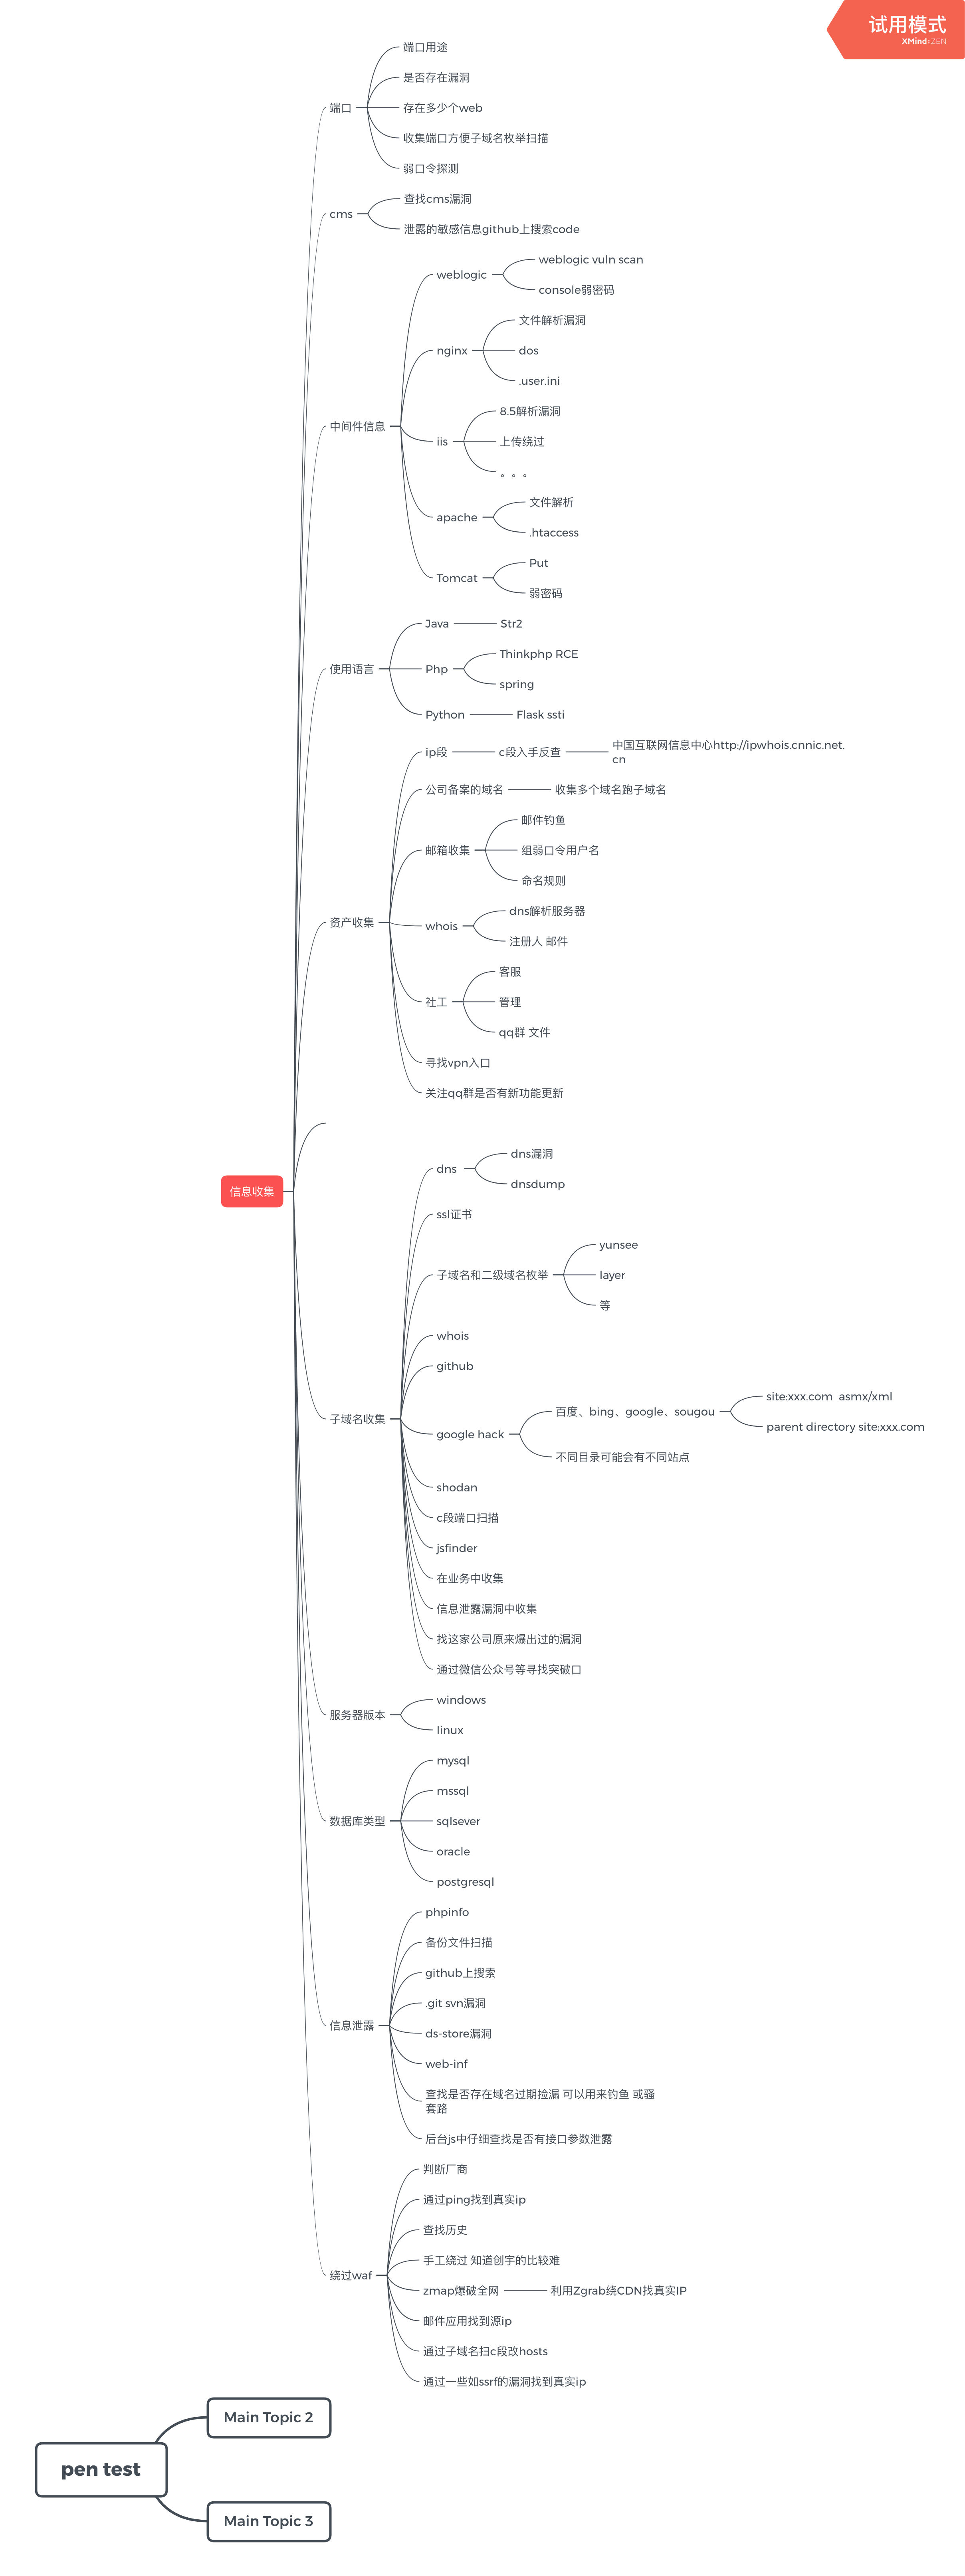 试用模式
XMind:ZEN
端口
端口用途
是否存在漏洞
存在多少个web
收集端口方便子域名枚举扫描
弱口令探测
cms
查找cms漏洞
泄露的敏感信息github上搜索code
中间件信息
weblogic
weblogic vuln scan
console弱密码
nginx
文件解析漏洞
dos
.user.ini
iis
8.5解析漏洞
上传绕过
。。。
apache
文件解析
.htaccess
Tomcat
Put
弱密码
使用语言
Java
Str2
Php
Thinkphp RCE
spring
Python
Flask ssti
资产收集
ip段
c段入手反查
中国互联网信息中心http://ipwhois.cnnic.net.
cn
公司备案的域名
收集多个域名跑子域名
邮箱收集
邮件钓鱼
组弱口令用户名
命名规则
whois
dns解析服务器
注册人 邮件
社工
客服
管理
qq群 文件
寻找vpn入口
关注qq群是否有新功能更新
信息收集
子域名收集
dns
dns漏洞
dnsdump
ssl证书
子域名和二级域名枚举
yunsee
layer
等
whois
github
google hack
百度、bing、google、sougou
site:xxx.com  asmx/xml
parent directory site:xxx.com
不同目录可能会有不同站点
shodan
c段端口扫描
jsfinder
在业务中收集
信息泄露漏洞中收集
找这家公司原来爆出过的漏洞
通过微信公众号等寻找突破口
服务器版本
windows
linux
数据库类型
mysql
mssql
sqlsever
oracle
postgresql
信息泄露
phpinfo
备份文件扫描
github上搜索
.git svn漏洞
ds-store漏洞
web-inf
查找是否存在域名过期捡漏 可以用来钓鱼 或骚
套路
后台js中仔细查找是否有接口参数泄露
绕过waf
判断厂商
通过ping找到真实ip
查找历史
手工绕过 知道创宇的比较难
zmap爆破全网
利用Zgrab绕CDN找真实IP
邮件应用找到源ip
通过子域名扫c段改hosts
通过一些如ssrf的漏洞找到真实ip
pen test
Main Topic 2
Main Topic 3